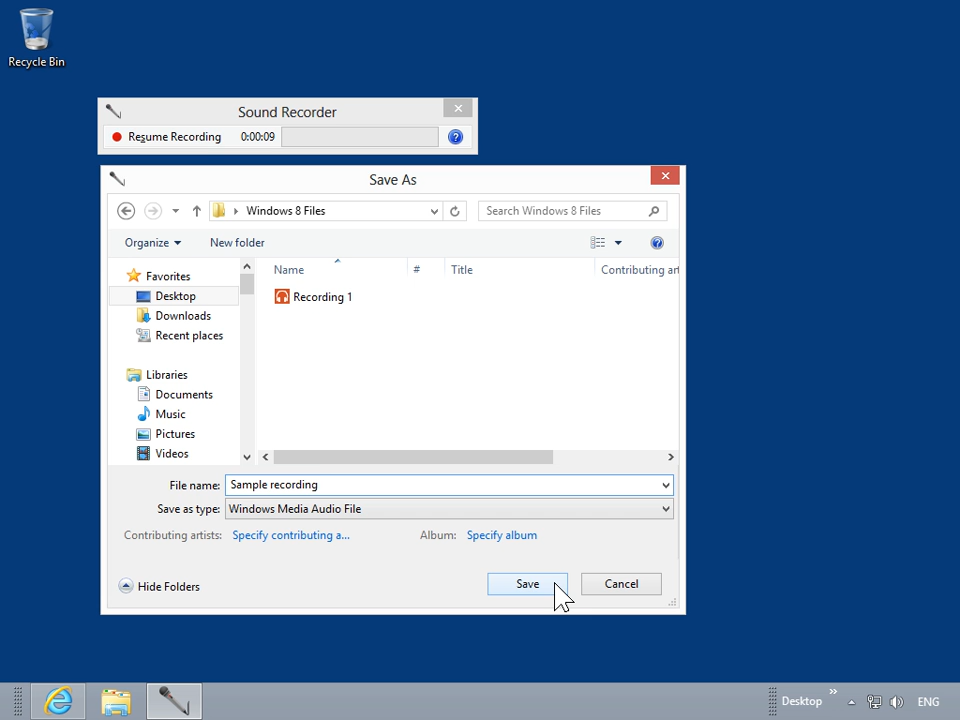 Recycle Bin
Sound Recorder
Resume Recording 0:00:09
Save As
Windows 8 Files Search Windows 8 Files
Organize New folder
Favorites
Desktop
Downloads
Recent places
Libraries
Documents
Music
Pictures
Videos
Name # Title Contributing art
Recording 1
File name: Sample recording
Save as type: Windows Media Audio File
Contributing artists: Specify contributing a... Album: Specify album
Hide Folders Save Cancel
Desktop » ENG